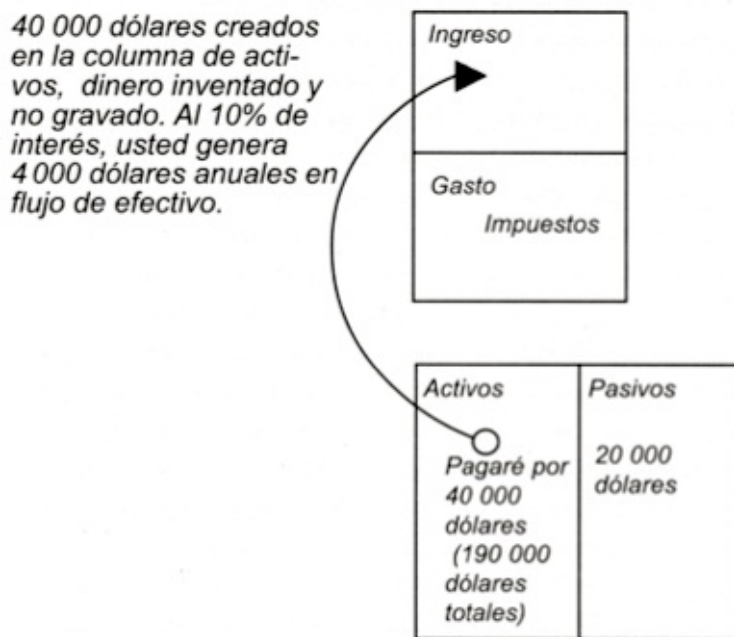 40 000 dólares creados
en la columna de acti-
vos, dinero inventado y
no gravado. Al 10% de
interés, usted genera
4 000 dólares anuales en
flujo de efectivo.
Ingreso
Gasto
Impuestos
Activos
Pagaré por
40 000
dólares
(190 000
dólares
totales)
Pasivos
20 000
dólares